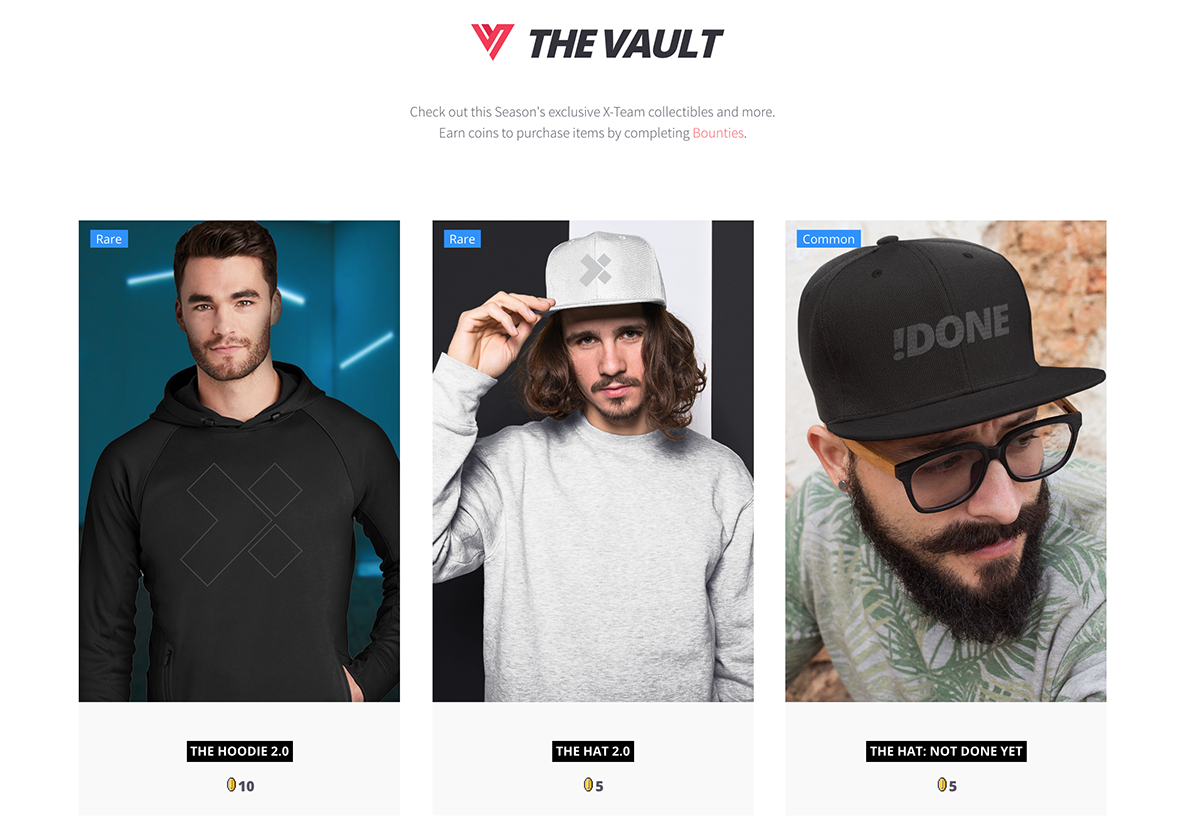 THE VAULT
Check out this Season's exclusive X-Team collectibles and more.
Earn coins to purchase items by completing Bounties.
Rare
Rare
Common
!DONE
THE HOODIE 2.0
THE HAT 2.0
THE HAT: NOT DONE YET
10
5
5